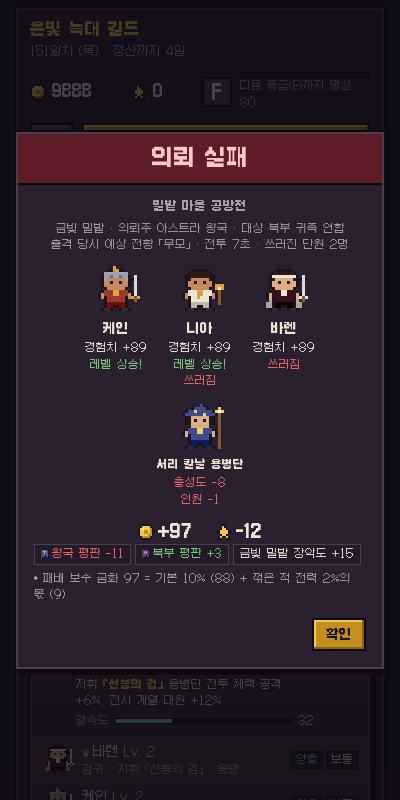 은빛 늑대 길드
151일차 (목) · 정산까지 4일
9888 0 F 다음 등급(E)까지 명성
80
의뢰 실패
밀밭 마을 공방전
금빛 밀밭 · 의뢰주 아스트라 왕국 · 대상 북부 귀족 연합
출격 당시 예상 전황 「무모」 · 전투 7초 · 쓰러진 단원 2명
케인 니아 바렌
경험치 +89 경험치 +89 경험치 +89
레벨 상승! 레벨 상승! 쓰러짐
쓰러짐
서리 칼날 용병단
충성도 -8
인원 -1
+97 -12
왕국 평판 -11 북부 평판 +3 금빛 밀밭 장악도 +15
• 패배 보수 금화 97 = 기본 10% (88) + 꺾은 적 전력 2%의
몫 (9)
확인
지휘 「선봉의 검」 용병단 전투 체력·공격
+6%, 전사 계열 대원 +12%
결속도 32
바렌 Lv. 2 양호 보통
검귀 · 지휘 「선봉의 검」 · 용맹
케인 Lv. 2